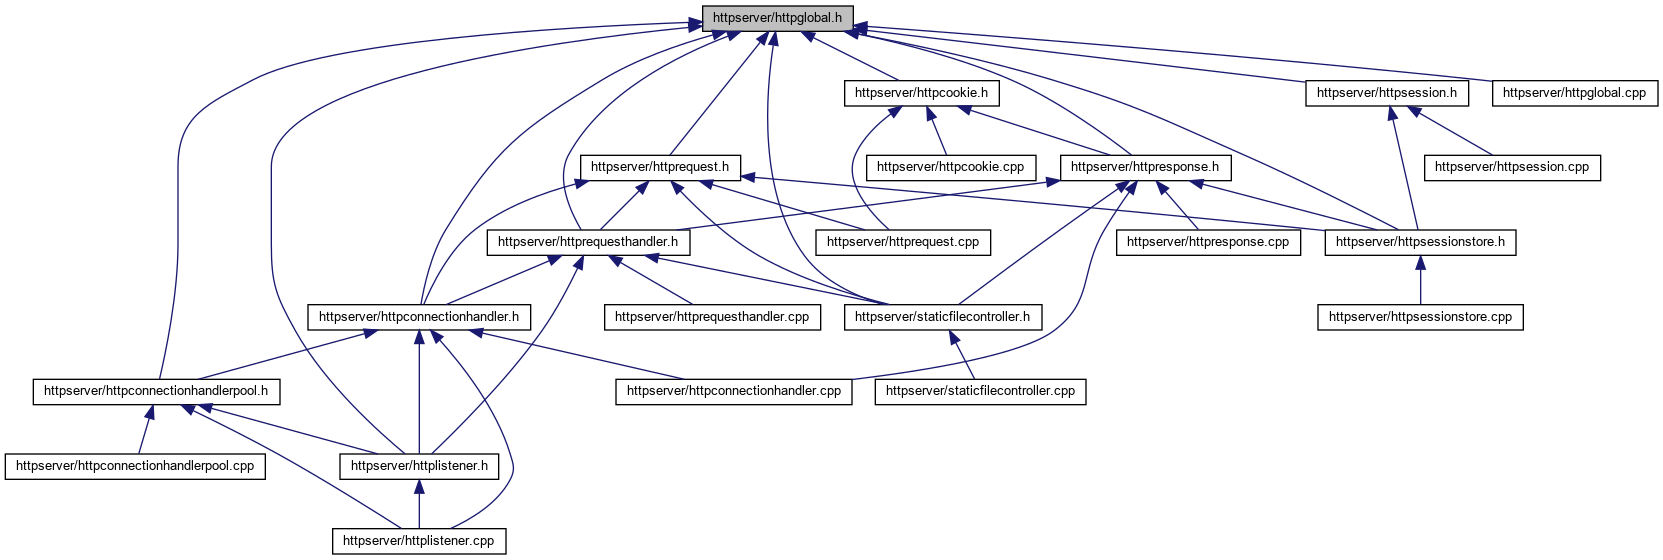 httpserver/httpglobal.h
httpserver/httpcookie.h
httpserver/httpsession.h
httpserver/httpglobal.cpp
httpserver/httprequest.h
httpserver/httpcookie.cpp
httpserver/httpresponse.h
httpserver/httpsession.cpp
httpserver/httprequesthandler.h
httpserver/httprequest.cpp
httpserver/httpresponse.cpp
httpserver/httpsessionstore.h
httpserver/httpconnectionhandler.h
httpserver/httprequesthandler.cpp
httpserver/staticfilecontroller.h
httpserver/httpsessionstore.cpp
httpserver/httpconnectionhandlerpool.h
httpserver/httpconnectionhandler.cpp
httpserver/staticfilecontroller.cpp
httpserver/httpconnectionhandlerpool.cpp
httpserver/httplistener.h
httpserver/httplistener.cpp